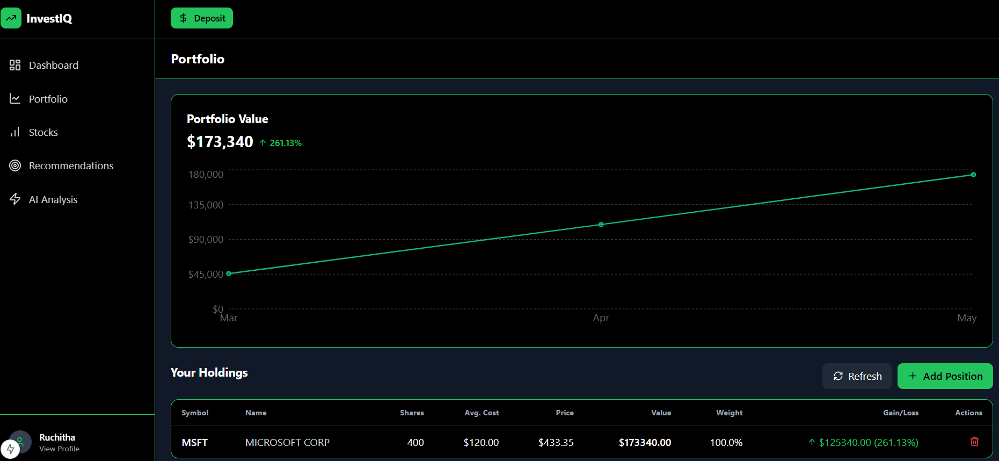 InvestIQ
$ Deposit
Dashboard
Portfolio
Stocks
Recommendations
AI Analysis
Ruchitha
View Profile
Portfolio
Portfolio Value
$173,340 ↑ 261.13%
180,000
135,000
$90,000
$45,000
$0
Mar Apr May
Your Holdings
Refresh
+ Add Position
Symbol Name Shares Avg. Cost Price Value Weight Gain/Loss Actions
MSFT MICROSOFT CORP 400 $120.00 $433.35 $173340.00 100.0% ↑ $125340.00 (261.13%)